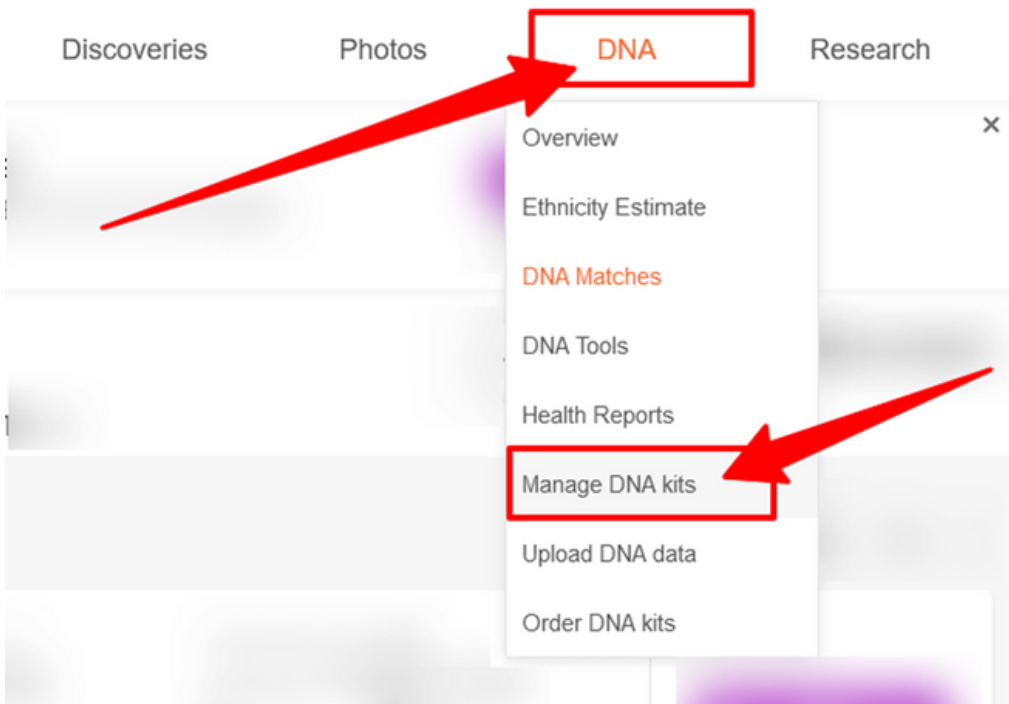 Discoveries Photos DNA Research
Overview
Ethnicity Estimate
DNA Matches
DNA Tools
Health Reports
Manage DNA kits
Upload DNA data
Order DNA kits